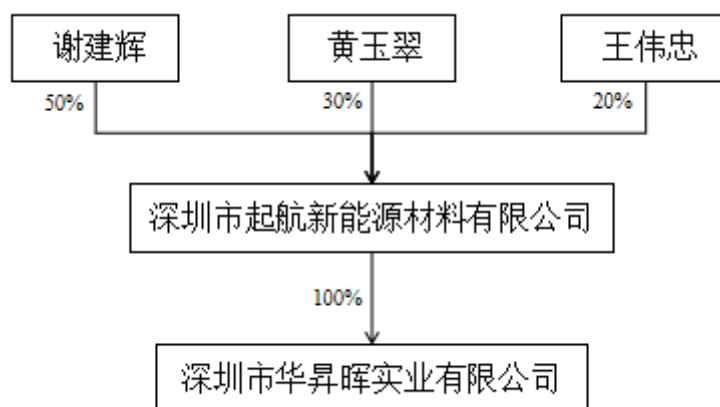 谢建辉
黄玉翠
王伟忠
50%
30%
20%
深圳市起航新能源材料有限公司
100%
深圳市华昇晖实业有限公司